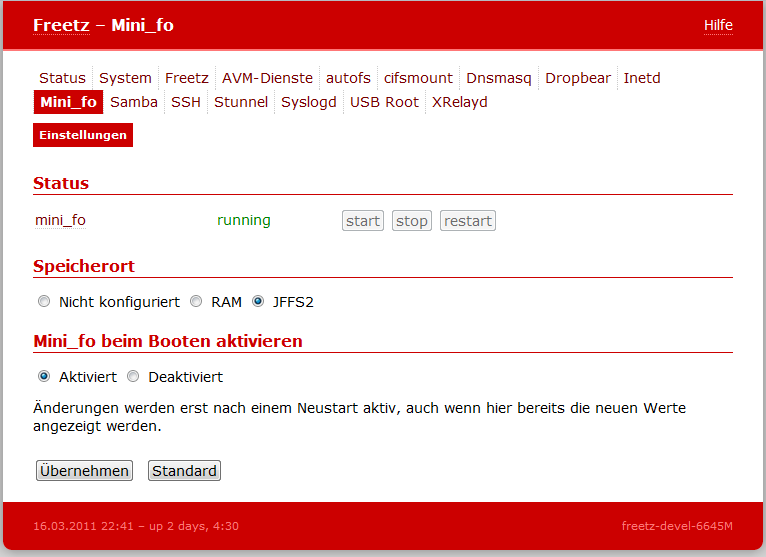 Freetz – Mini_fo Hilfe
Status System Freetz AVM-Dienste autofs cifsmount Dnsmasq Dropbear Inetd
Mini_fo Samba SSH Stunnel Syslogd USB Root XRelayd
Einstellungen
Status
mini_fo running start stop restart
Speicherort
Nicht konfiguriert RAM JFFS2
Mini_fo beim Booten aktivieren
Aktiviert Deaktiviert
Änderungen werden erst nach einem Neustart aktiv, auch wenn hier bereits die neuen Werte
angezeigt werden.
Übernehmen Standard
16.03.2011 22:41 – up 2 days, 4:30 freetz-devel-6645M